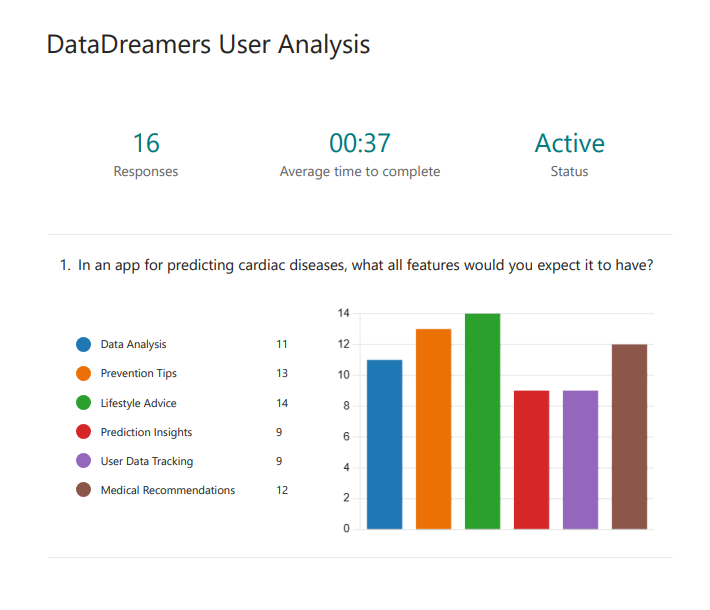 DataDreamers User Analysis
16 00:37 Active
Responses Average time to complete Status
1. In an app for predicting cardiac diseases, what all features would you expect it to have?
Data Analysis 11
Prevention Tips 13
Lifestyle Advice 14
Prediction Insights 9
User Data Tracking 9
Medical Recommendations 12
14
12
10
8
6
4
2
0